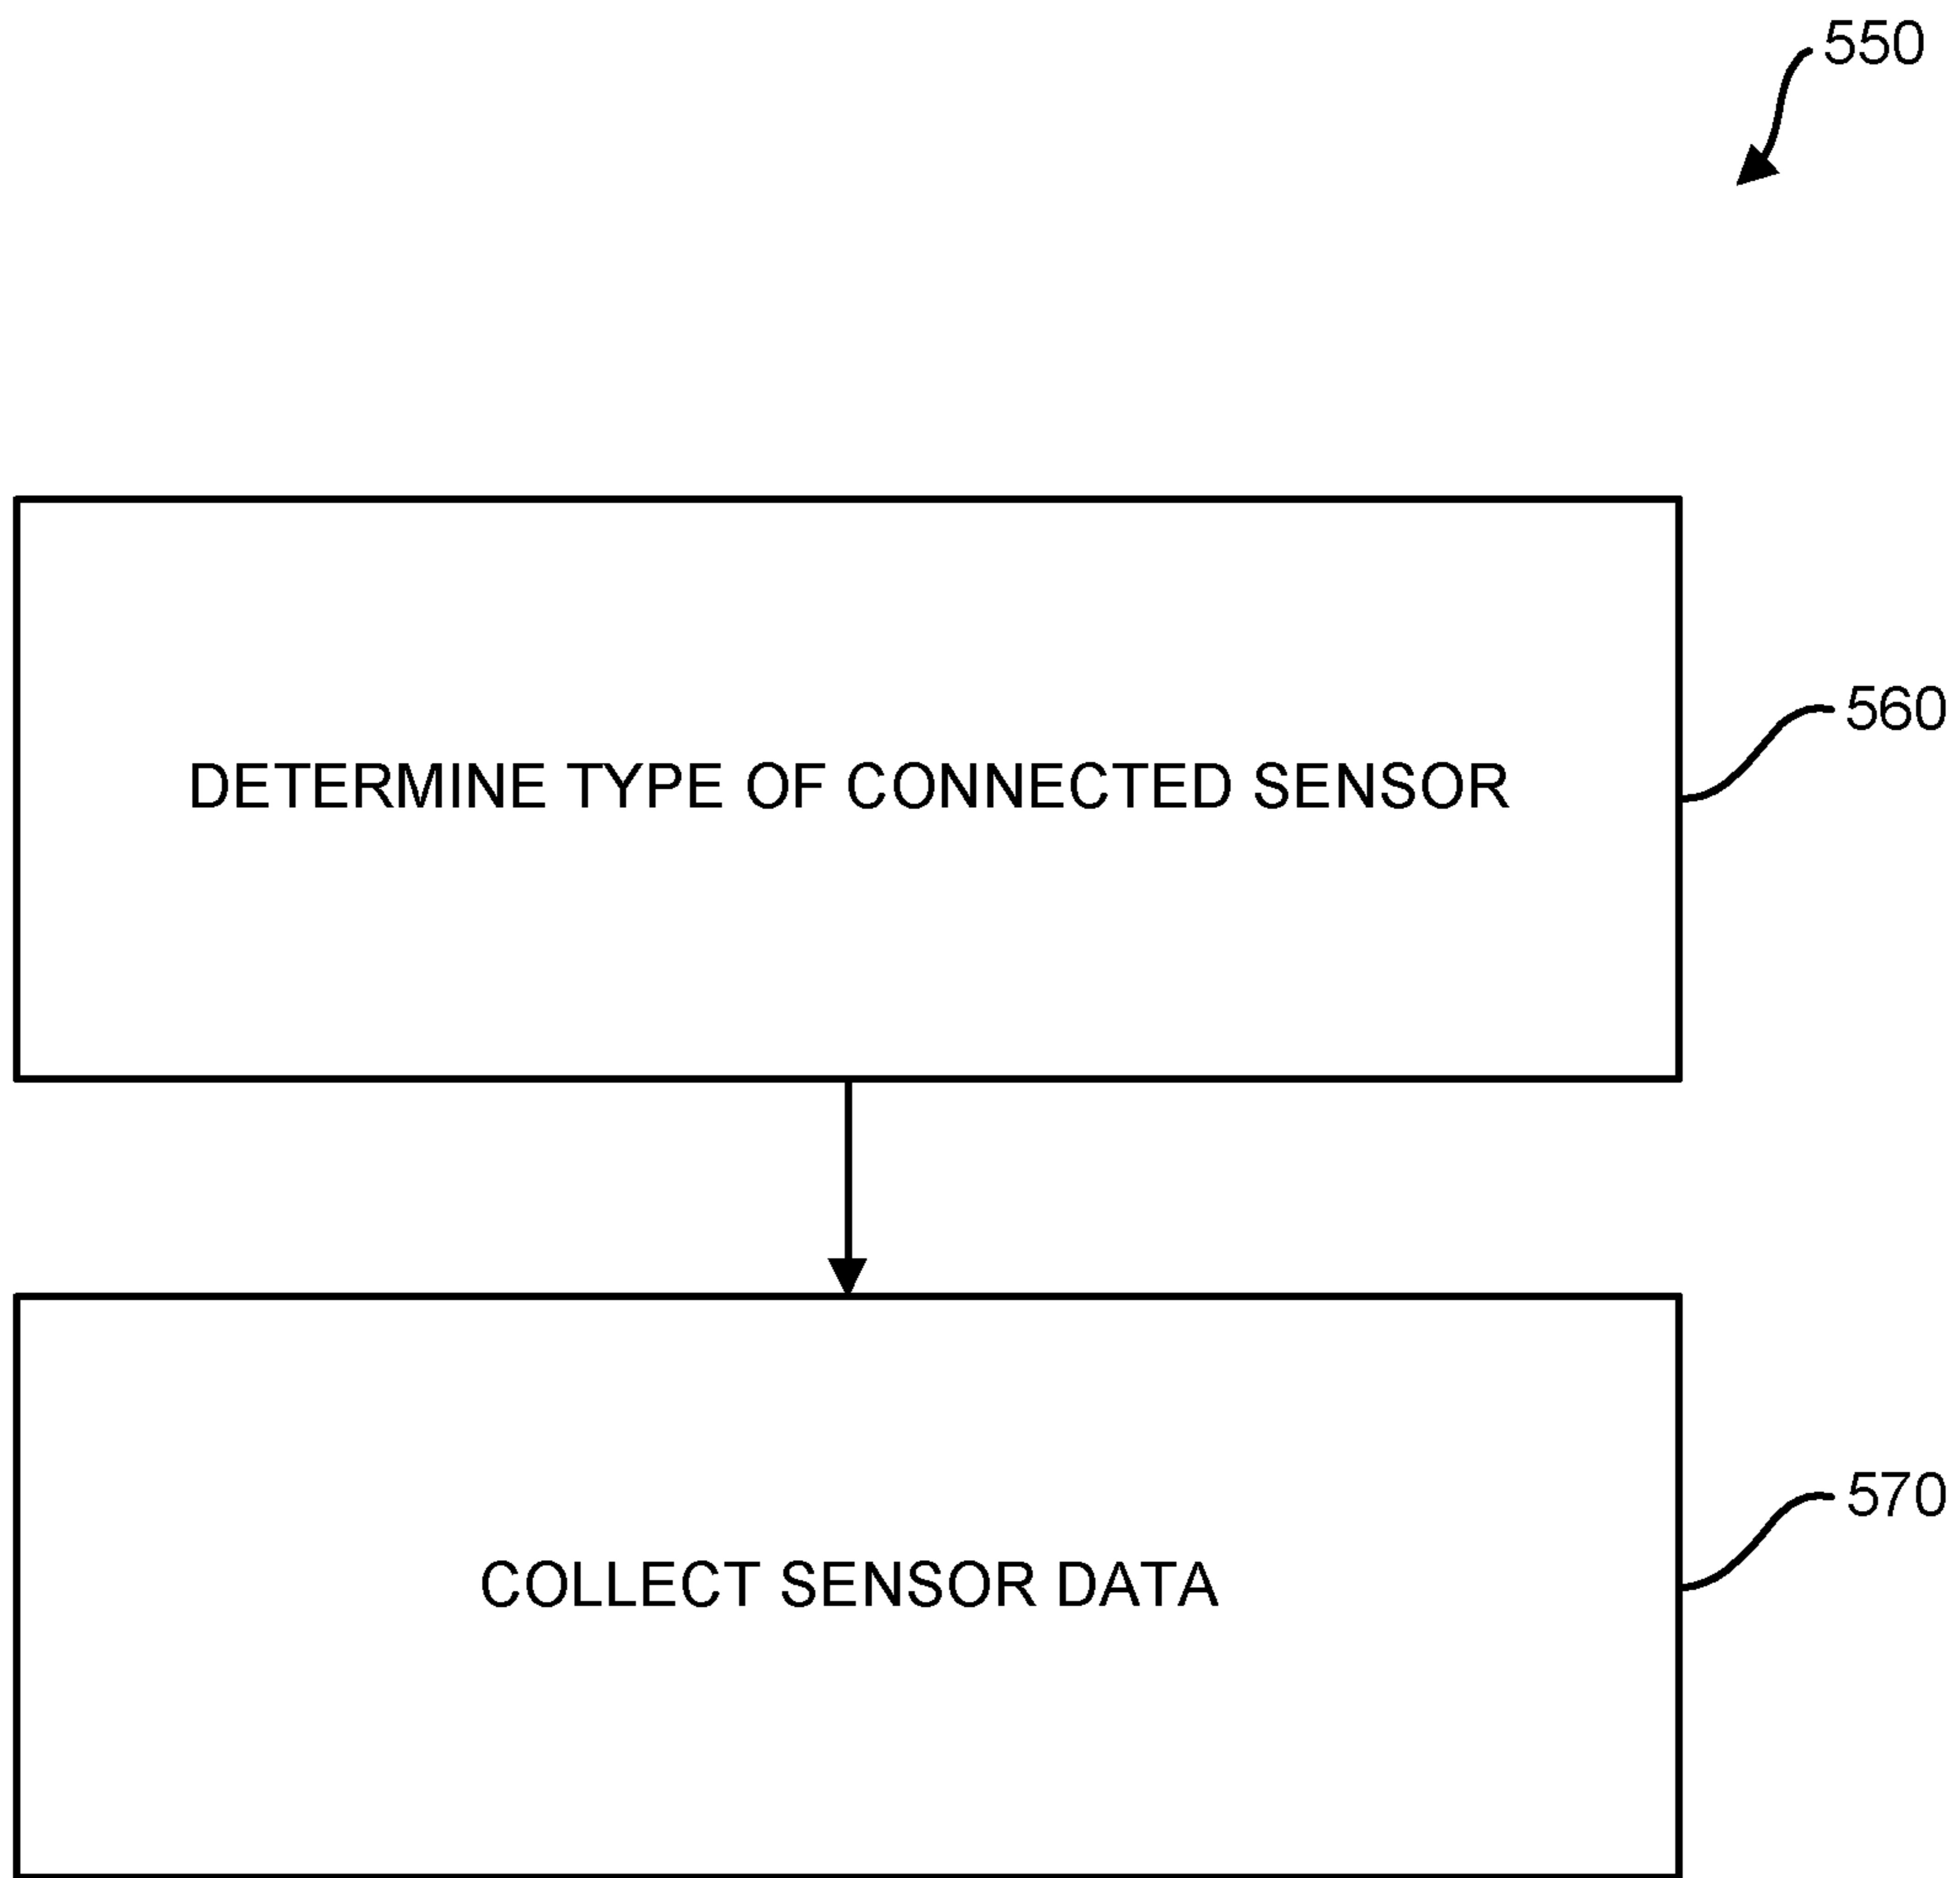 550
DETERMINE TYPE OF CONNECTED SENSOR
560
COLLECT SENSOR DATA
570